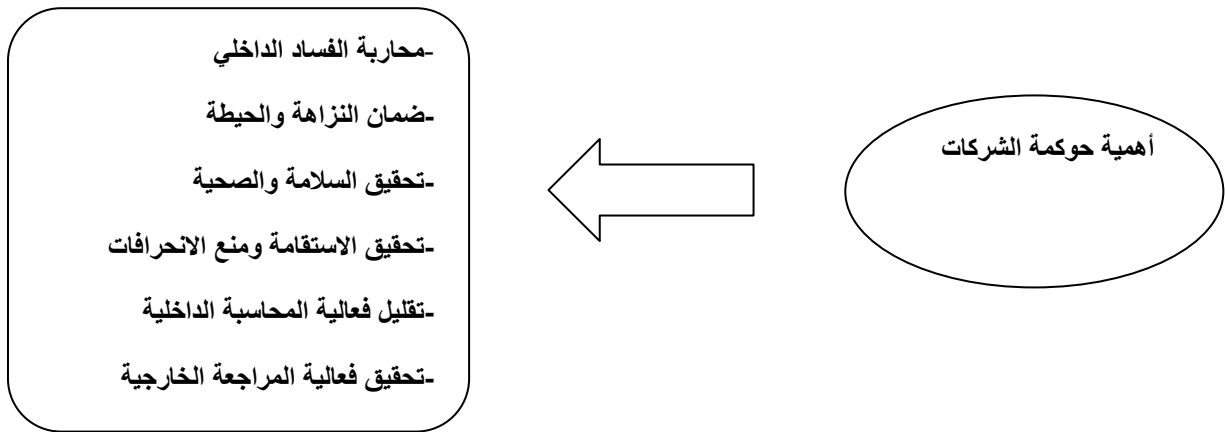 أهمية حوكمة الشركات
-محاربة الفساد الداخلي
-ضمان النزاهة والحيطة
-تحقيق السلامة والصحية
-تحقيق الاستقامة ومنع الانحرافات
-تقليل فعالية المحاسبة الداخلية
-تحقيق فعالية المراجعة الخارجية